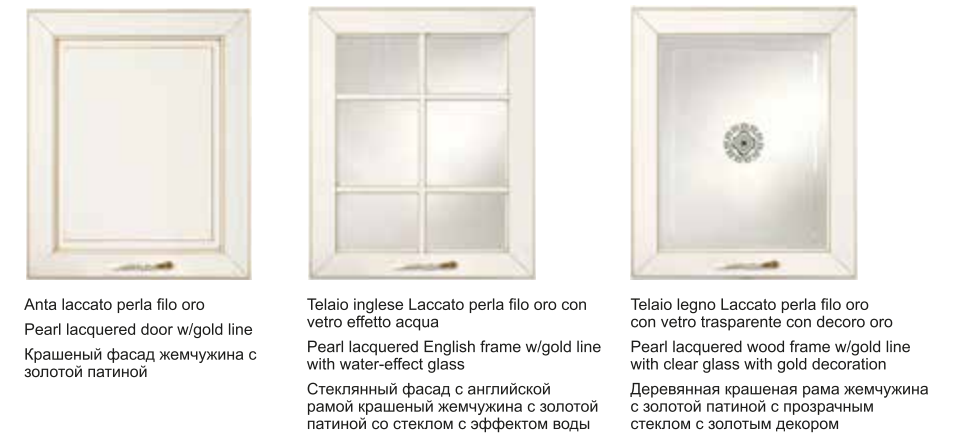 Anta laccato perla filo oro
Pearl lacquered door w/gold line
Крашеный фасад жемчужина с
золотой патиной
Telaio inglese Laccato perla filo oro con
vetro effetto acqua
Pearl lacquered English frame w/gold line
with water-effect glass
Стеклянный фасад с английской
рамой крашеный жемчужина с золотой
патиной со стеклом с эффектом воды
Telaio legno Laccato perla filo oro
con vetro trasparente con decoro oro
Pearl lacquered wood frame w/gold line
with clear glass with gold decoration
Деревянная крашеная рама жемчужина
с золотой патиной с прозрачным
стеклом с золотым декором